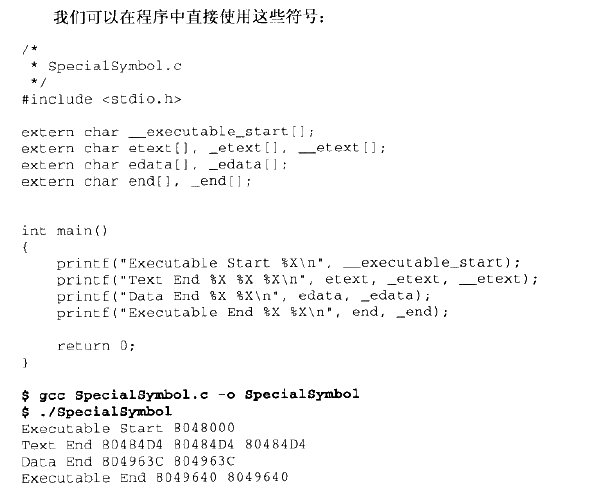 我们可以在程序中直接使用这些符号：
/*
 * SpecialSymbol.c
 */
#include <stdio.h>
extern char __executable_start[];
extern char etext[], _etext[], __etext[];
extern char edata[], _edata[];
extern char end[], _end[];
int main()
{
    printf("Executable Start %X\n", __executable_start);
    printf("Text End %X %X %X\n", etext, _etext, __etext);
    printf("Data End %X %X\n", edata, _edata);
    printf("Executable End %X %X\n", end, _end);
    return 0;
}
$ gcc SpecialSymbol.c -o SpecialSymbol
$ ./SpecialSymbol
Executable Start 8048000
Text End 80484D4 80484D4 80484D4
Data End 804963C 804963C
Executable End 8049640 8049640